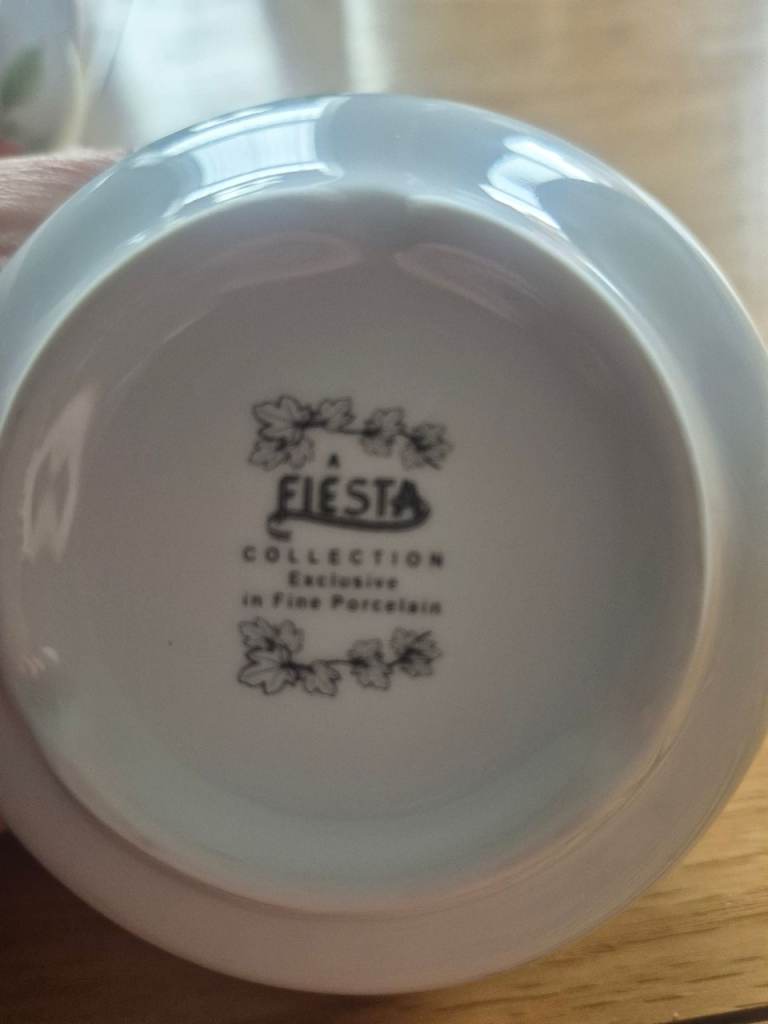 A
FIESTA
COLLECTION
Exclusive
in Fine Porcelain